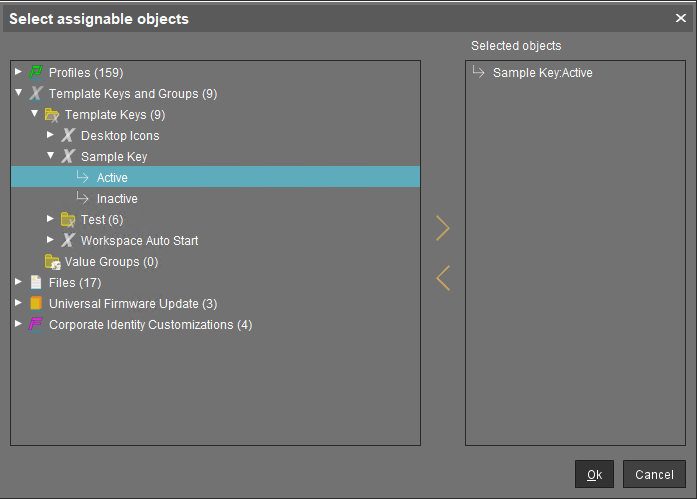 Select assignable objects
Selected objects
Profiles (159)
Template Keys and Groups (9)
Template Keys (9)
Desktop Icons
Sample Key
Active
Inactive
Test (6)
Workspace Auto Start
Value Groups (0)
Files (17)
Universal Firmware Update (3)
Corporate Identity Customizations (4)
Sample Key:Active
Ok
Cancel